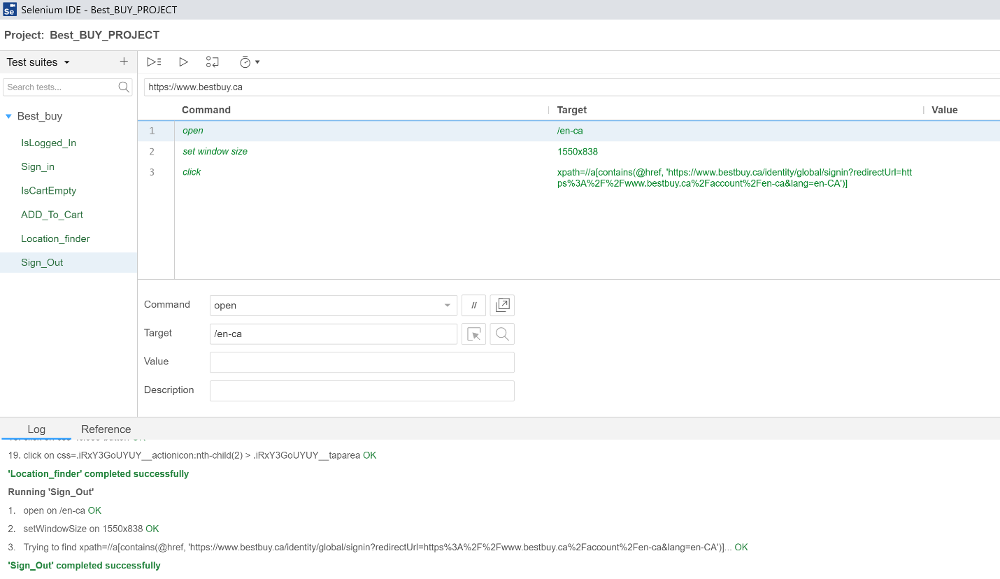 Selenium IDE - Best_BUY_PROJECT
Project: Best_BUY_PROJECT
Test suites
Search tests...
https://www.bestbuy.ca
Command Target Value
Best_buy
IsLogged_In
Sign_in
IsCartEmpty
ADD_To_Cart
Location_finder
Sign_Out
1 open /en-ca
2 set window size 1550x838
3 click xpath=//a[contains(@href, 'https://www.bestbuy.ca/identity/global/signin?redirectUrl=htt
ps%3A%2F%2Fwww.bestbuy.ca%2Faccount%2Fen-ca&lang=en-CA')]
Command open //
Target /en-ca
Value
Description
Log Reference
19. click on css=.iRxY3GoUYUY__actionicon:nth-child(2) > .iRxY3GoUYUY__taparea OK
'Location_finder' completed successfully
Running 'Sign_Out'
1. open on /en-ca OK
2. setWindowSize on 1550x838 OK
3. Trying to find xpath=//a[contains(@href, 'https://www.bestbuy.ca/identity/global/signin?redirectUrl=https%3A%2F%2Fwww.bestbuy.ca%2Faccount%2Fen-ca&lang=en-CA')]... OK
'Sign_Out' completed successfully